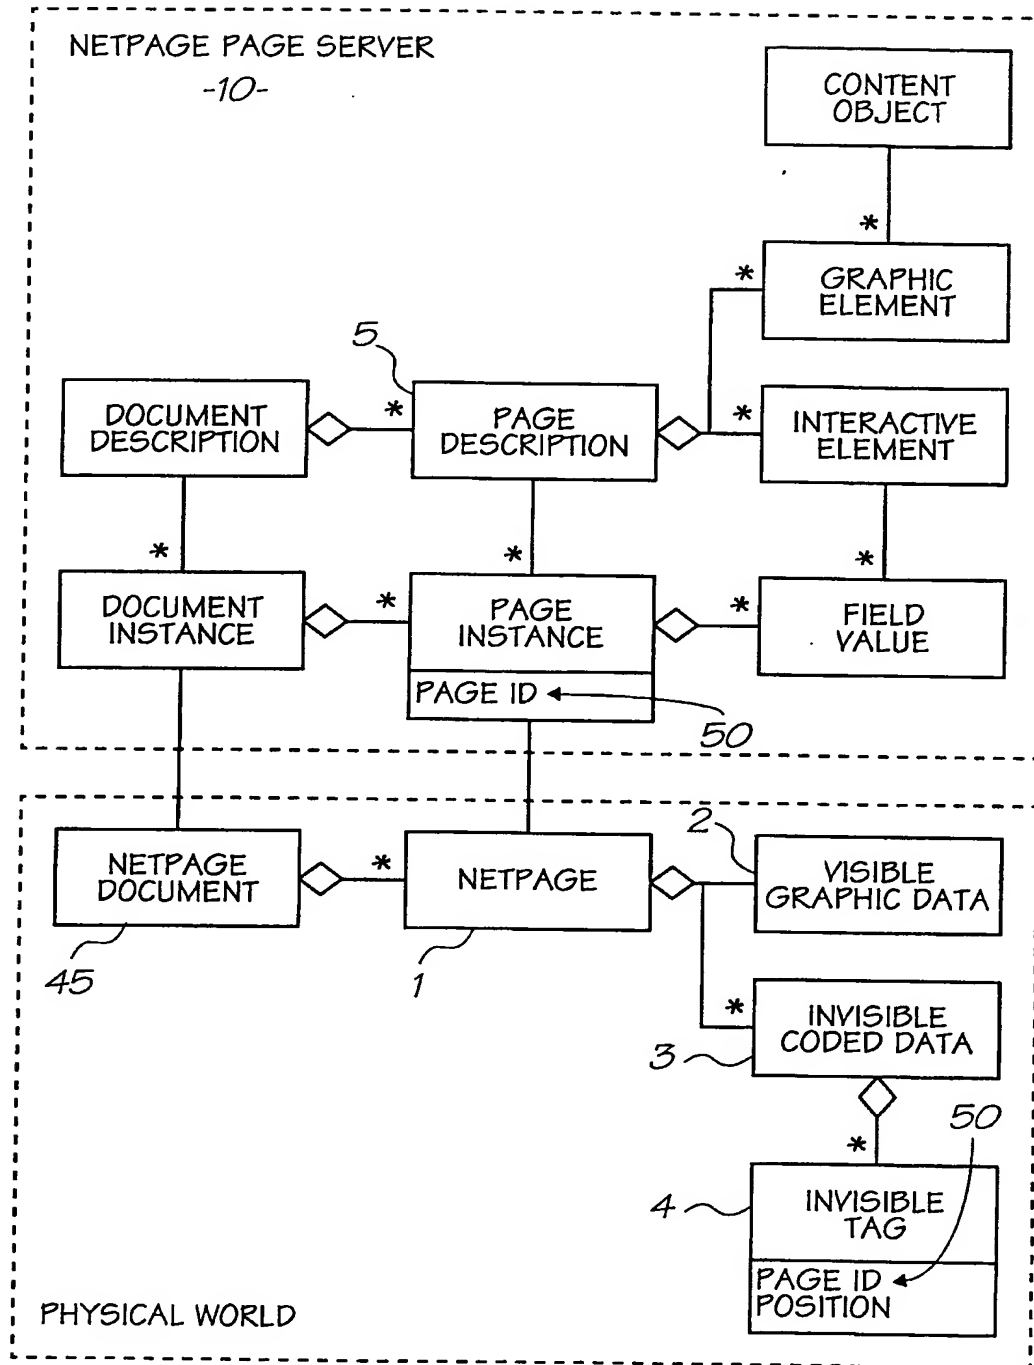 NETPAGE PAGE SERVER
-10-
CONTENT
OBJECT
*
GRAPHIC
ELEMENT
*
5
DOCUMENT
DESCRIPTION
*
PAGE
DESCRIPTION
*
INTERACTIVE
ELEMENT
*
*
*
DOCUMENT
INSTANCE
*
PAGE
INSTANCE
*
FIELD
VALUE
PAGE ID
50
NETPAGE
DOCUMENT
*
NETPAGE
2
VISIBLE
GRAPHIC DATA
45
1
*
INVISIBLE
CODED DATA
3
50
*
4
INVISIBLE
TAG
PAGE ID
POSITION
PHYSICAL WORLD